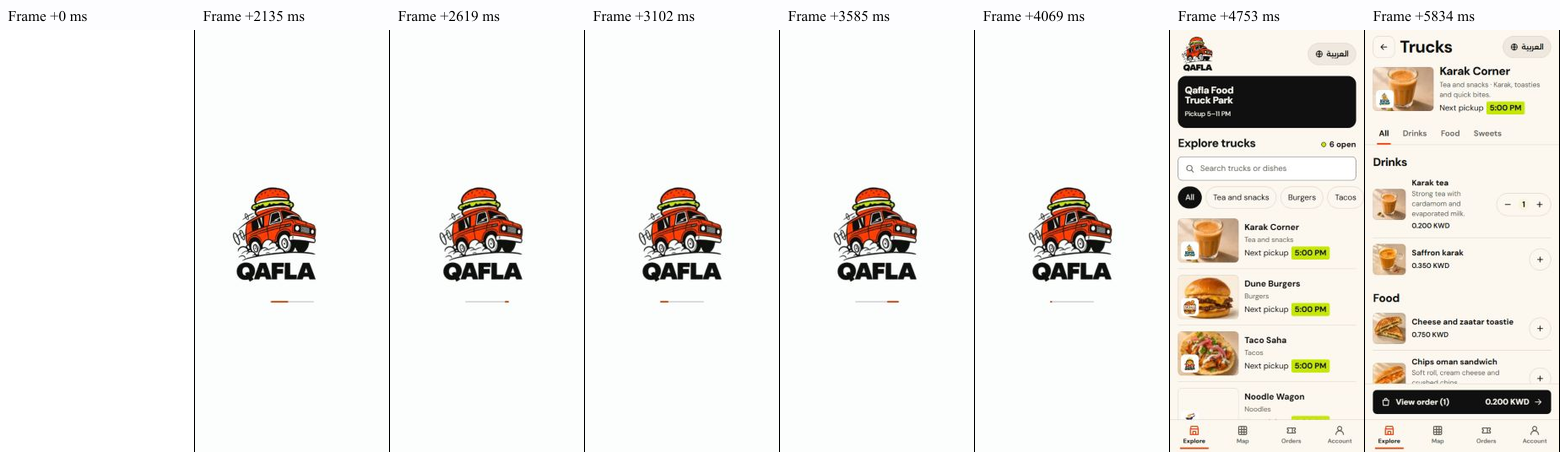 Frame +0 ms
Frame +2135 ms
QAFLA
Frame +2619 ms
QAFLA
Frame +3102 ms
QAFLA
Frame +3585 ms
QAFLA
Frame +4069 ms
QAFLA
Frame +4753 ms
QAFLA
العربية
Qafla Food
Truck Park
Pickup 5–11 PM
Explore trucks
6 open
Search trucks or dishes
All
Tea and snacks
Burgers
Tacos
Karak Corner
Tea and snacks
Next pickup 5:00 PM
Dune Burgers
Burgers
Next pickup 5:00 PM
Taco Saha
Tacos
Next pickup 5:00 PM
Noodle Wagon
Noodles
Explore
Map
Orders
Account
Frame +5834 ms
Trucks
العربية
Karak Corner
Tea and snacks · Karak, toasties
and quick bites.
Next pickup 5:00 PM
All
Drinks
Food
Sweets
Drinks
Karak tea
Strong tea with
cardamom and
evaporated milk.
0.200 KWD
− 1 +
Saffron karak
0.350 KWD
+
Food
Cheese and zaatar toastie
0.750 KWD
+
Chips oman sandwich
Soft roll, cream cheese and
crushed chips.
+
View order (1)
0.200 KWD →
Explore
Map
Orders
Account